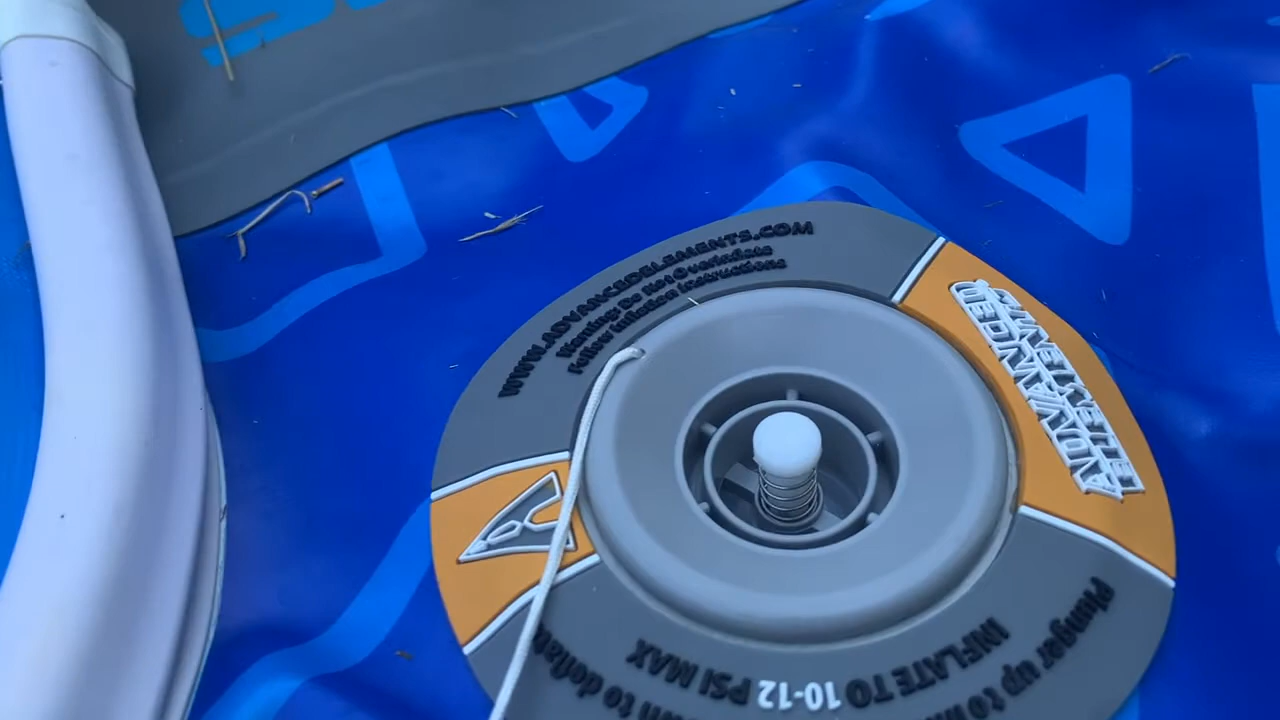 WWW.ADVANCEDELEMENTS.COM
Warning: Do Not Overinflate
Follow Inflation Instructions
ADVANCED
ELEMENTS
Plunger up to
INFLATE TO 10-12 PSI MAX
to